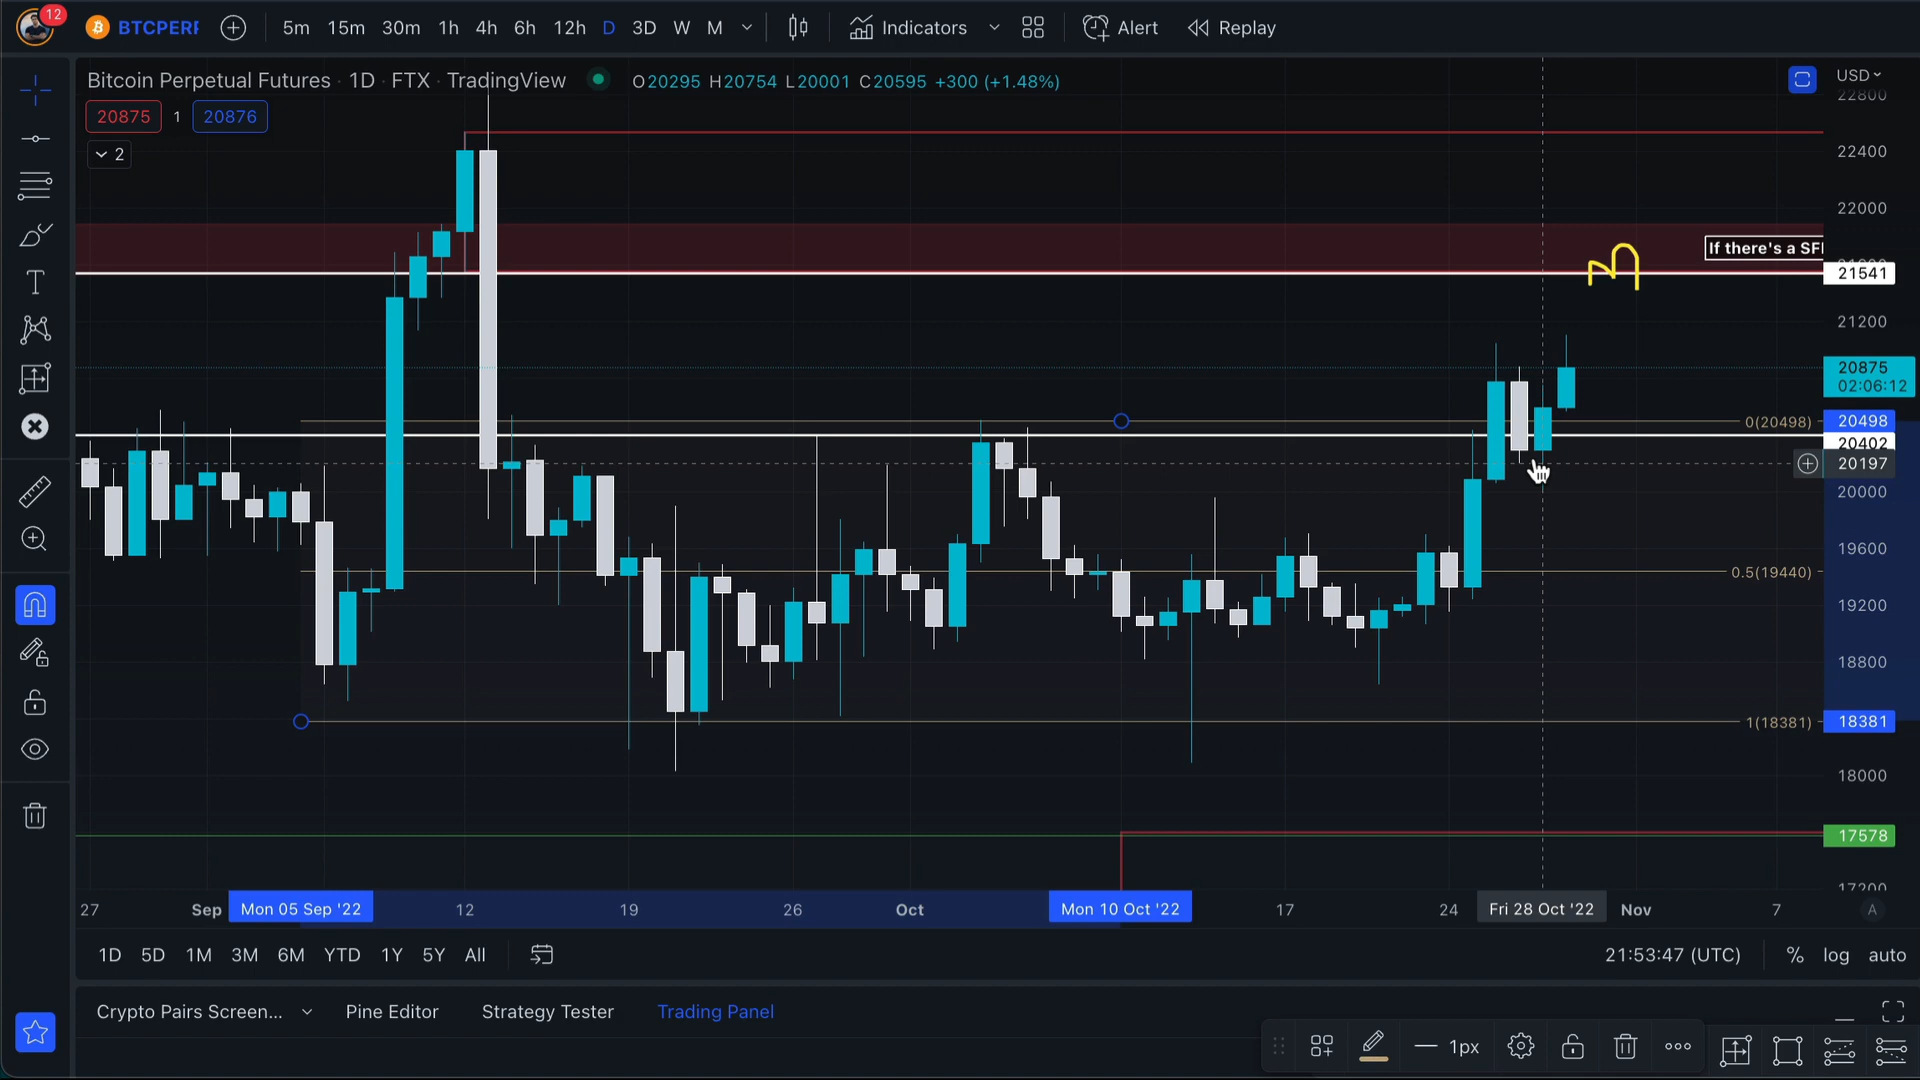 12
BTCPERP 5m 15m 30m 1h 4h 6h 12h D 3D W M Indicators Alert Replay
Bitcoin Perpetual Futures · 1D · FTX · TradingView O20295 H20754 L20001 C20595 +300 (+1.48%)
USD
20875 1 20876
2
22800
22400
22000
If there's a SF
21541
21200
20875
02:06:12
0(20498) 20498
20402
20197
20000
19600
0.5(19440)
19200
18800
1(18381) 18381
18000
17578
17200
27 Sep Mon 05 Sep '22 12 19 26 Oct Mon 10 Oct '22 17 24 Fri 28 Oct '22 Nov 7 A
1D 5D 1M 3M 6M YTD 1Y 5Y All 21:53:47 (UTC) % log auto
Crypto Pairs Screen... Pine Editor Strategy Tester Trading Panel
1px